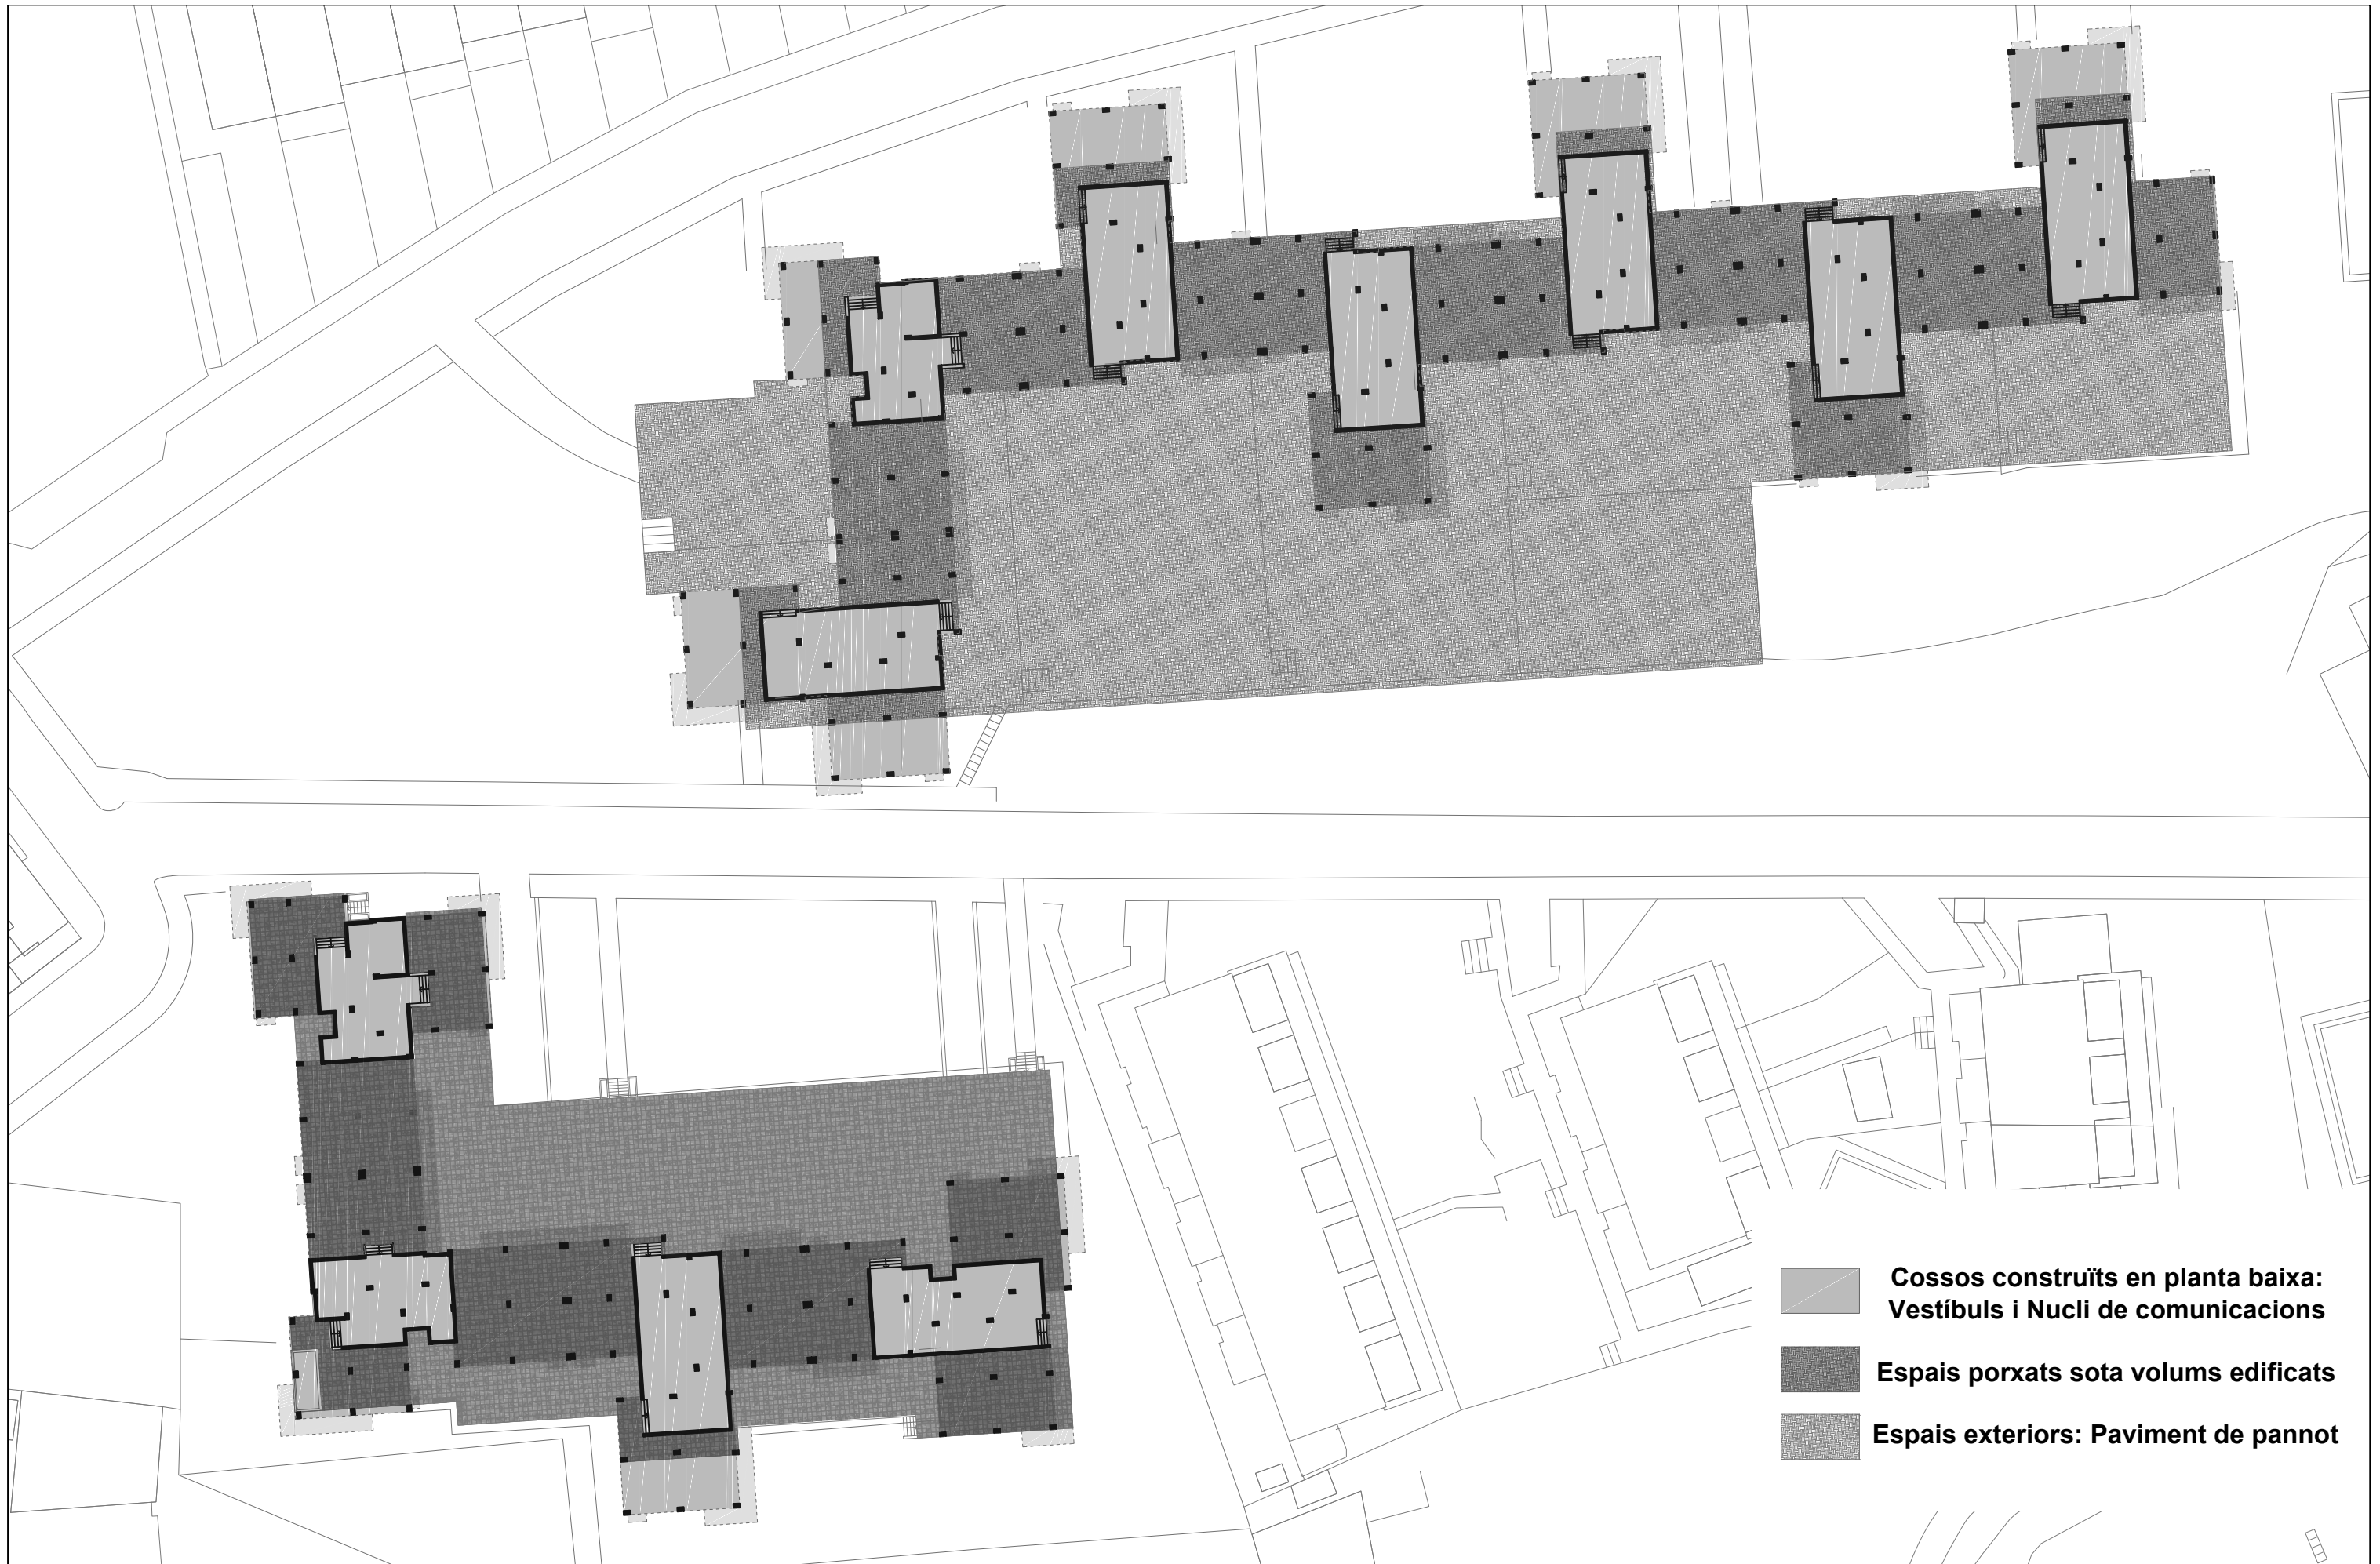 Cossos construïts en planta baixa:
Vestíbuls i Nucli de comunicacions
Espais porxats sota volums edificats
Espais exteriors: Paviment de pannot